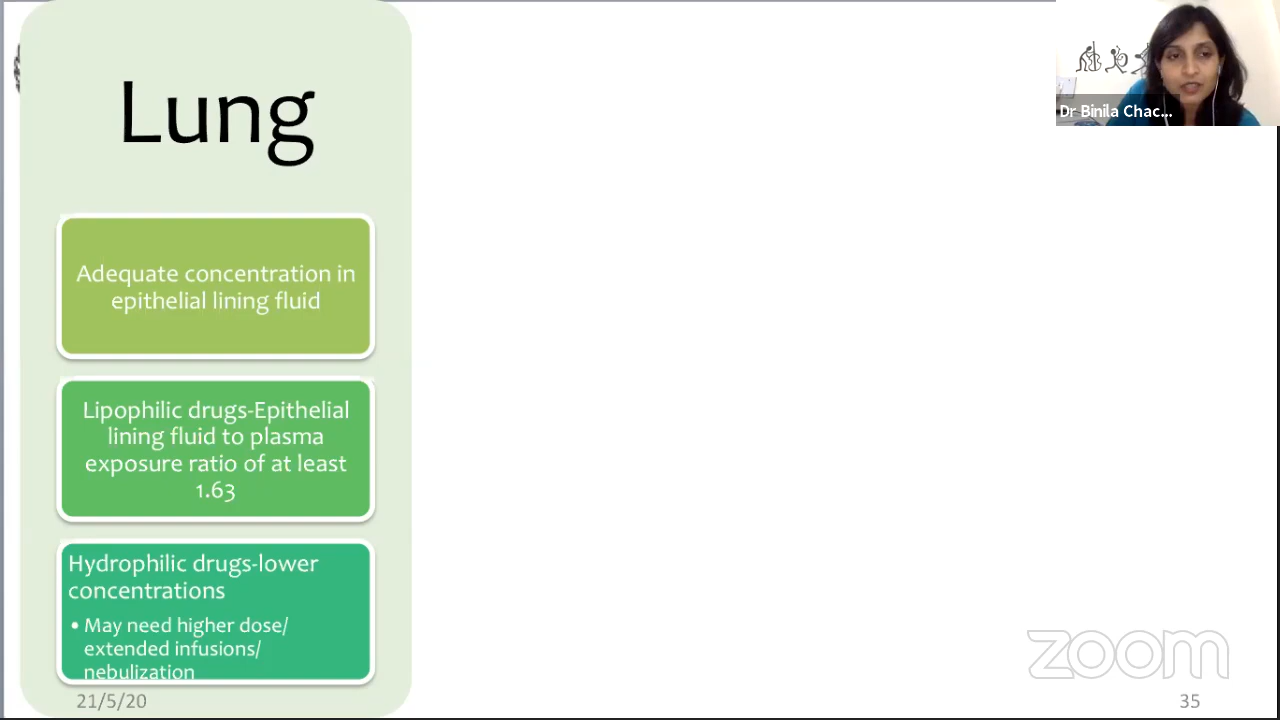 Lung
Adequate concentration in
epithelial lining fluid
Lipophilic drugs-Epithelial
lining fluid to plasma
exposure ratio of at least
1.63
Hydrophilic drugs-lower
concentrations
• May need higher dose/
extended infusions/
nebulization
21/5/20
35
Dr Binila Chac...
zoom